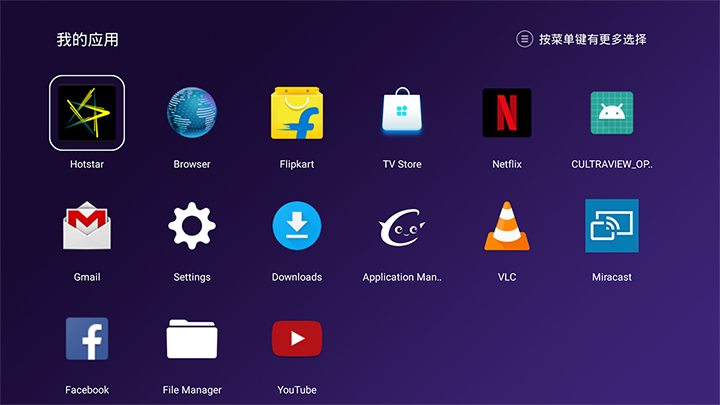 我的应用
按菜单键有更多选择
Hotstar
Browser
Flipkart
TV Store
Netflix
CULTRAVIEW_OP..
Gmail
Settings
Downloads
Application Man..
VLC
Miracast
Facebook
File Manager
YouTube